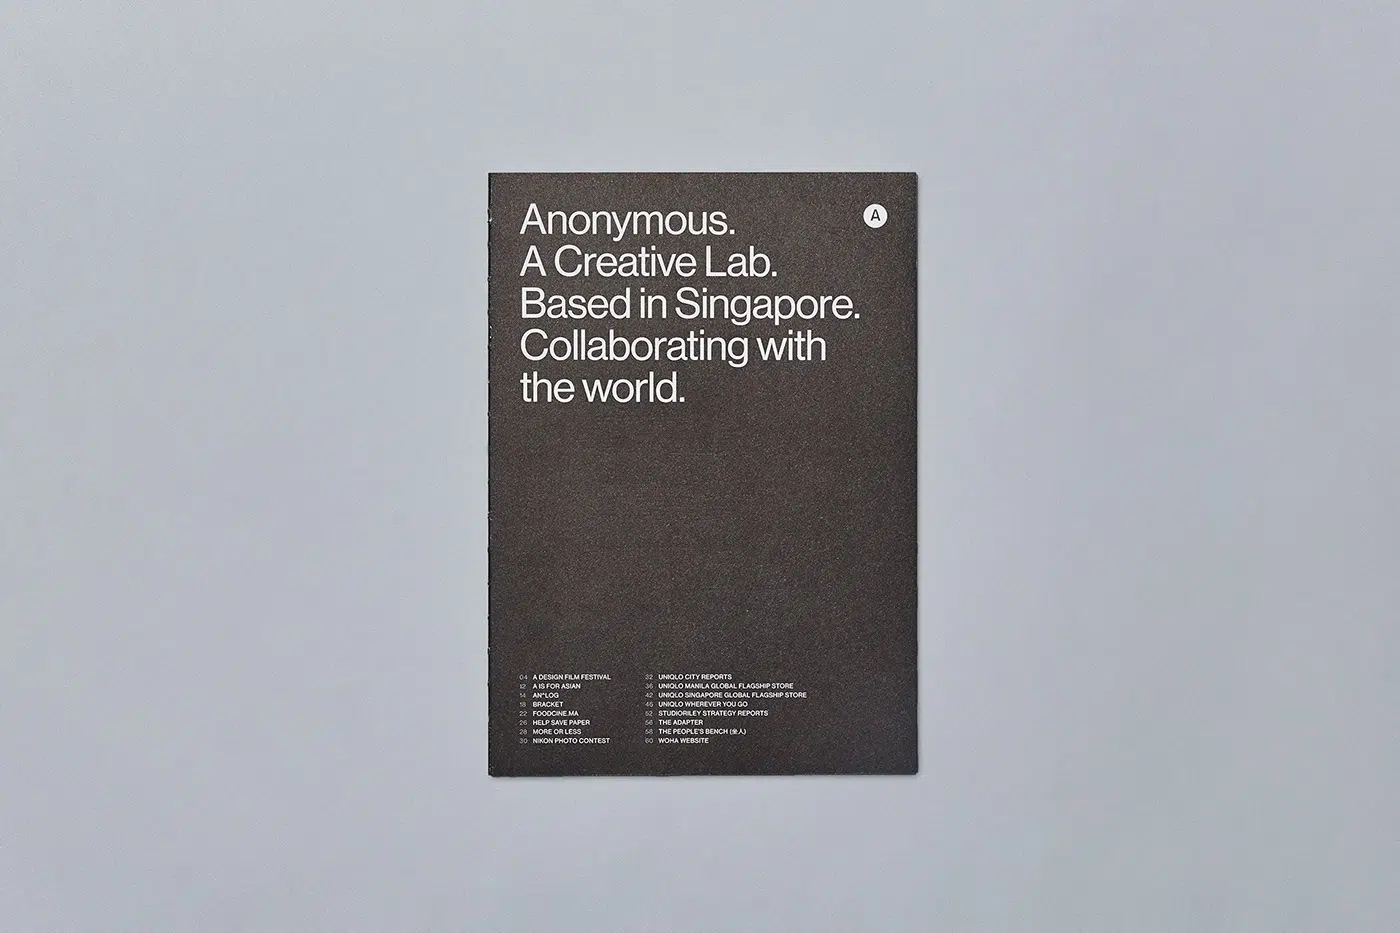 Anonymous.
A Creative Lab.
Based in Singapore.
Collaborating with
the world.
A
04 A DESIGN FILM FESTIVAL
12 A IS FOR ASIAN
14 AN*LOG
18 BRACKET
22 FOODCINE.MA
26 HELP SAVE PAPER
28 MORE OR LESS
30 NIKON PHOTO CONTEST
32 UNIQLO CITY REPORTS
36 UNIQLO MANILA GLOBAL FLAGSHIP STORE
42 UNIQLO SINGAPORE GLOBAL FLAGSHIP STORE
46 UNIQLO WHEREVER YOU GO
52 STUDIORILEY STRATEGY REPORTS
56 THE ADAPTER
58 THE PEOPLE'S BENCH (坐人)
60 WOHA WEBSITE